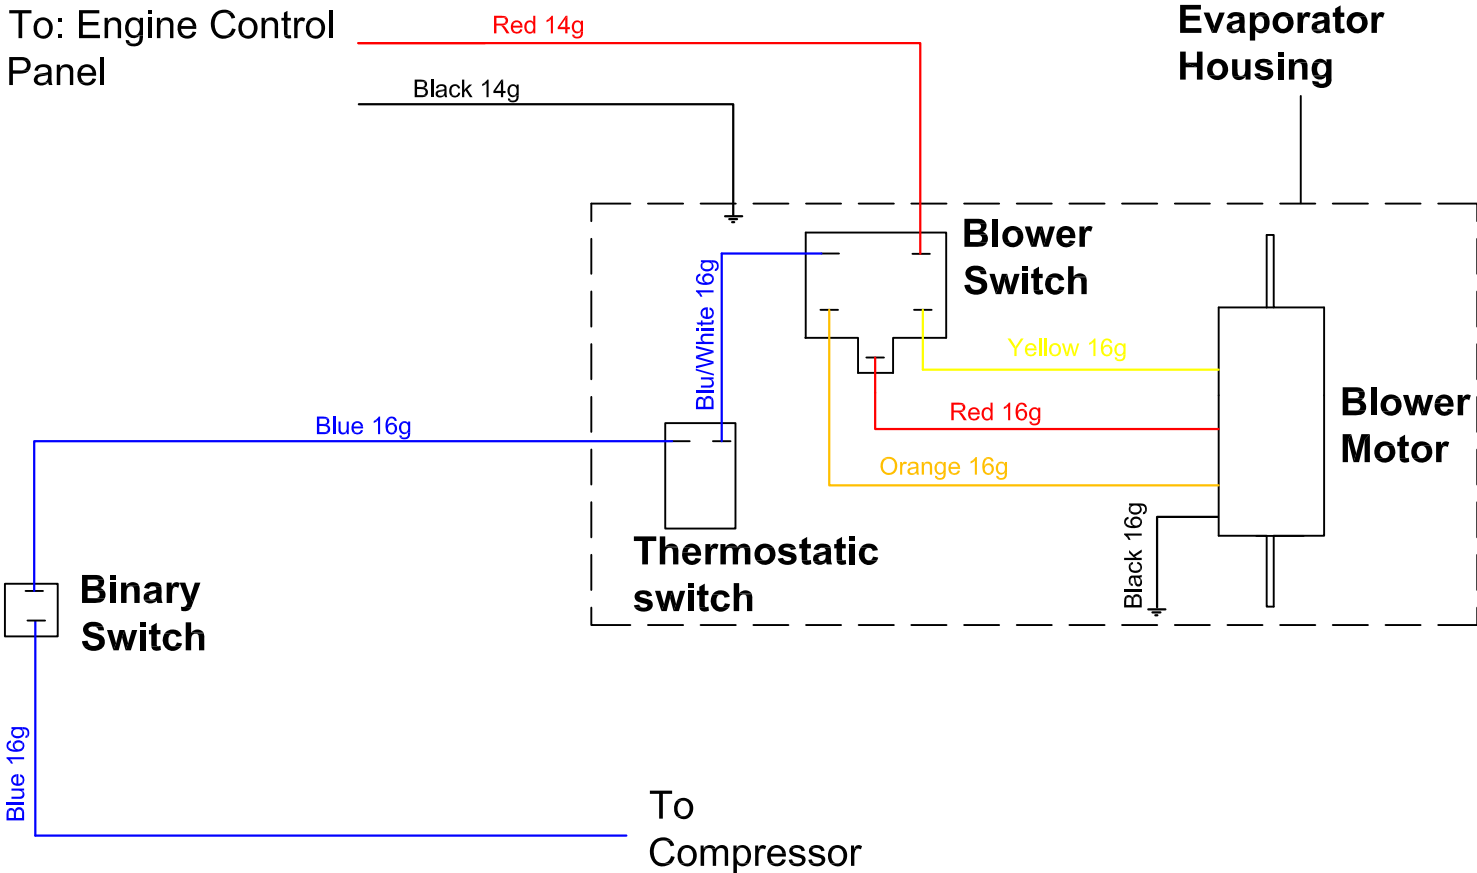 To: Engine Control
Panel
Red 14g
Black 14g
Evaporator
Housing
Blower
Switch
Blu/White 16g
Yellow 16g
Red 16g
Orange 16g
Blower
Motor
Blue 16g
Black 16g
Thermostatic
switch
Binary
Switch
Blue 16g
To
Compressor